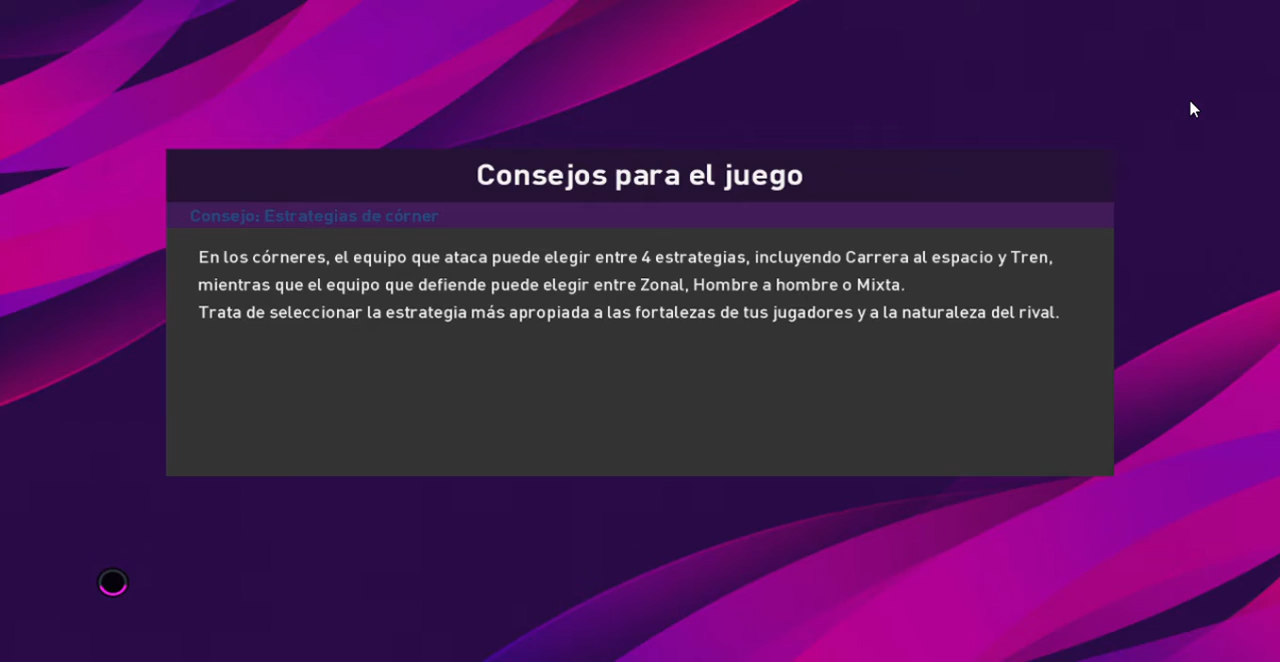 Consejos para el juego
Consejo: Estrategias de córner
En los córneres, el equipo que ataca puede elegir entre 4 estrategias, incluyendo Carrera al espacio y Tren,
mientras que el equipo que defiende puede elegir entre Zonal, Hombre a hombre o Mixta.
Trata de seleccionar la estrategia más apropiada a las fortalezas de tus jugadores y a la naturaleza del rival.